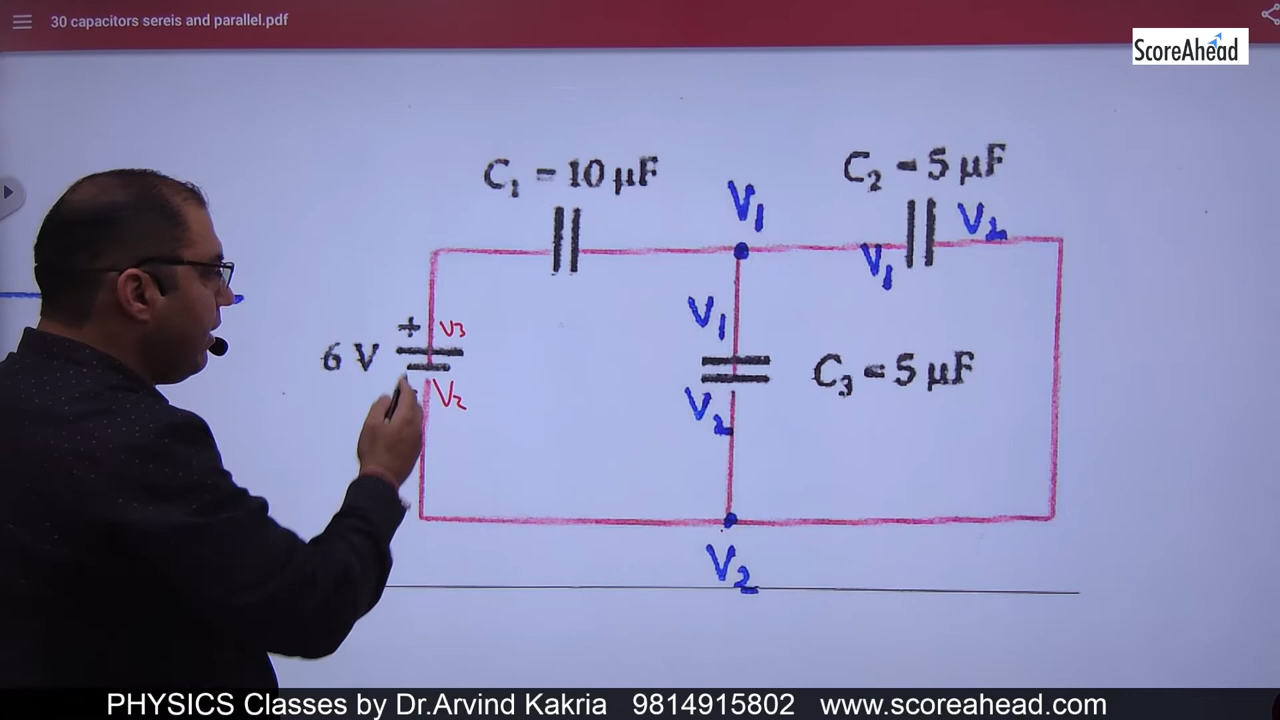 30 capacitors sereis and parallel.pdf
ScoreAhead
C₁ = 10 μF
C₂ = 5 μF
V₁
V₂
V₁
V₁
+
V₃
6 V
C₃ = 5 μF
-
V₂
V₂
V₂
PHYSICS Classes by Dr.Arvind Kakria 9814915802 www.scoreahead.com